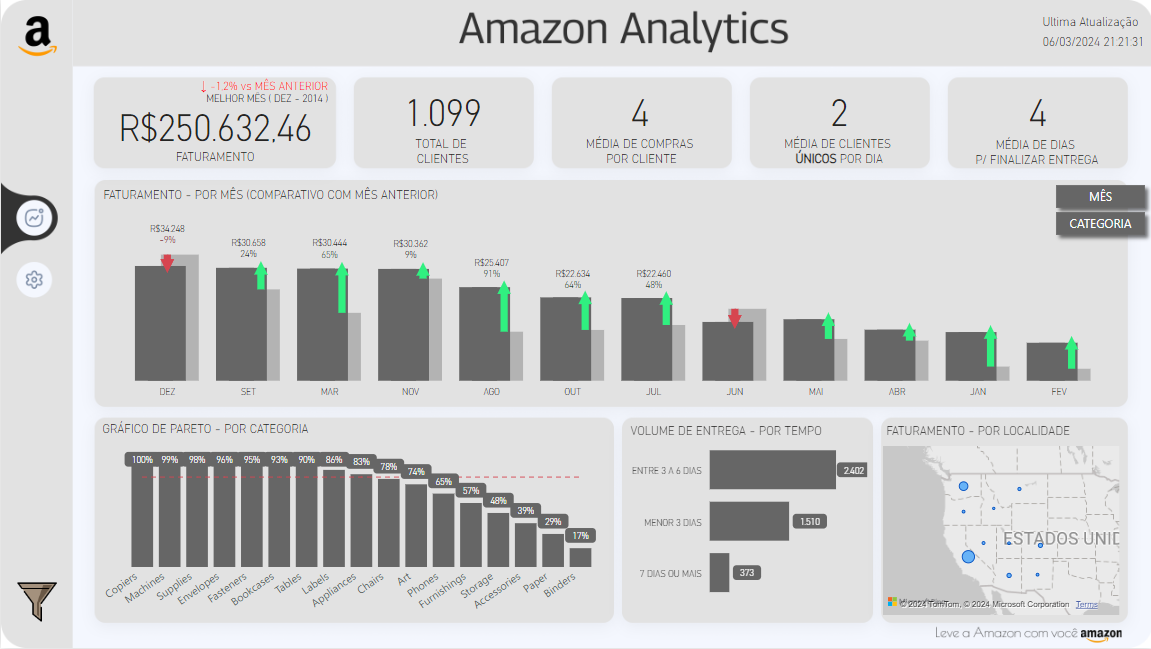 a
Amazon Analytics
Ultima Atualização
06/03/2024 21:21:31
↓ -1,2% vs MÊS ANTERIOR
MELHOR MÊS ( DEZ - 2014 )
R$250.632,46
FATURAMENTO
1.099
TOTAL DE
CLIENTES
4
MÉDIA DE COMPRAS
POR CLIENTE
2
MÉDIA DE CLIENTES
ÚNICOS POR DIA
4
MÉDIA DE DIAS
P/ FINALIZAR ENTREGA
FATURAMENTO - POR MÊS (COMPARATIVO COM MÊS ANTERIOR)
MÊS
CATEGORIA
R$34.248
-9%
R$30.658
24%
R$30.444
65%
R$30.362
9%
R$25.407
91%
R$22.634
64%
R$22.460
48%
DEZ SET MAR NOV AGO OUT JUL JUN MAI ABR JAN FEV
GRÁFICO DE PARETO - POR CATEGORIA
100% 99% 98% 96% 95% 93% 90% 86% 83% 78% 74% 65% 57% 48% 39% 29% 17%
Copiers
Machines
Supplies
Envelopes
Fasteners
Bookcases
Tables
Labels
Appliances
Chairs
Art
Phones
Furnishings
Storage
Accessories
Paper
Binders
VOLUME DE ENTREGA - POR TEMPO
ENTRE 3 A 6 DIAS 2.402
MENOR 3 DIAS 1.510
7 DIAS OU MAIS 373
FATURAMENTO - POR LOCALIDADE
ESTADOS UNID
© 2024 TomTom, © 2024 Microsoft Corporation Terms
Leve a Amazon com você amazon